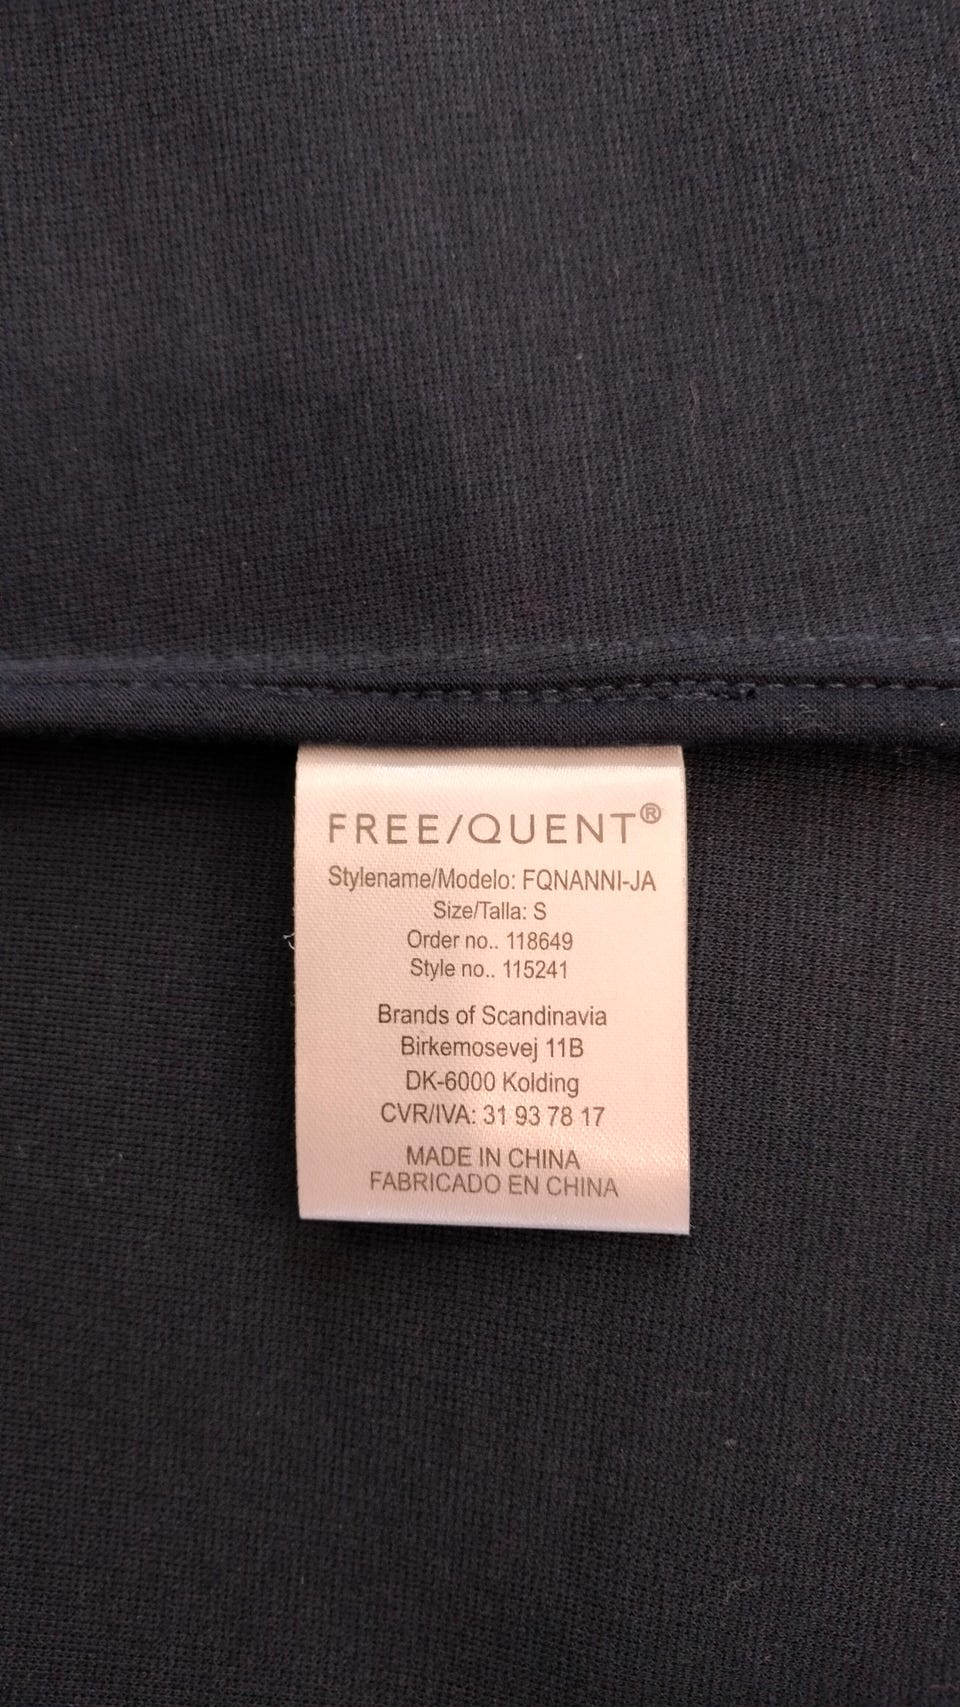 FREE/QUENT®
Stylename/Modelo: FQNANNI-JA
Size/Talla: S
Order no.. 118649
Style no.. 115241
Brands of Scandinavia
Birkemosevej 11B
DK-6000 Kolding
CVR/IVA: 31 93 78 17
MADE IN CHINA
FABRICADO EN CHINA